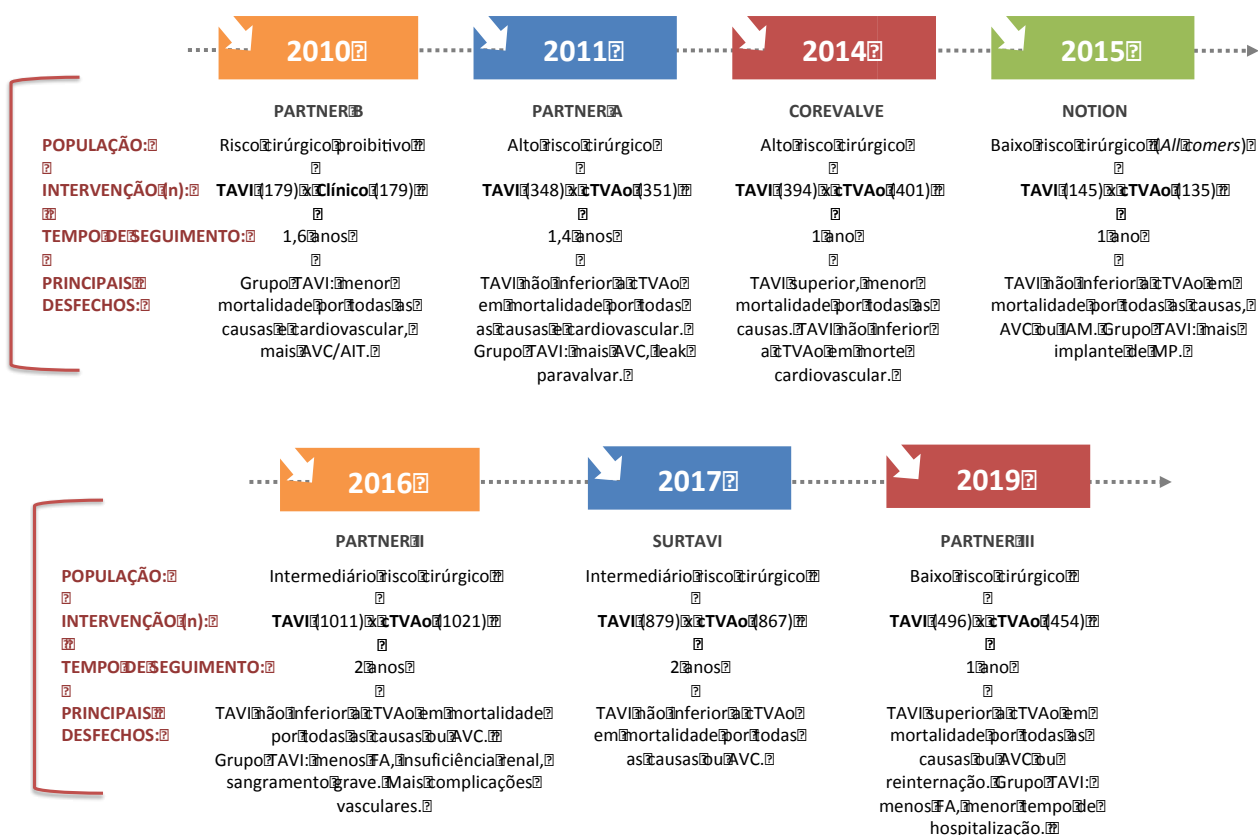 2010 2011 2014 2015
PARTNER B PARTNER A COREVALVE NOTION
POPULAÇÃO: Risco cirúrgico proibitivo Alto risco cirúrgico Alto risco cirúrgico Baixo risco cirúrgico (All comers)
INTERVENÇÃO (n): TAVI (179) x Clínico (179) TAVI (348) x cTVAo (351) TAVI (394) x cTVAo (401) TAVI (145) x cTVAo (135)
TEMPO DE SEGUIMENTO: 1,6 anos 1,4 anos 1 ano 1 ano
PRINCIPAIS
DESFECHOS:
Grupo TAVI: menor
mortalidade por todas as
causas e cardiovascular,
mais AVC/AIT.
TAVI não inferior a cTVAo
em mortalidade por todas
as causas e cardiovascular.
Grupo TAVI: mais AVC, leak
paravalvar.
TAVI superior, menor
mortalidade por todas as
causas. TAVI não inferior
a cTVAo em morte
cardiovascular.
TAVI não inferior a cTVAo em
mortalidade por todas as causas,
AVC ou IAM. Grupo TAVI: mais
implante de MP.
2016 2017 2019
PARTNER II SURTAVI PARTNER III
POPULAÇÃO: Intermediário risco cirúrgico Intermediário risco cirúrgico Baixo risco cirúrgico
INTERVENÇÃO (n): TAVI (1011) x cTVAo (1021) TAVI (879) x cTVAo (867) TAVI (496) x cTVAo (454)
TEMPO DE SEGUIMENTO: 2 anos 2 anos 1 ano
PRINCIPAIS
DESFECHOS:
TAVI não inferior a cTVAo em mortalidade
por todas as causas ou AVC.
Grupo TAVI: menos FA, insuficiência renal,
sangramento grave. Mais complicações
vasculares.
TAVI não inferior a cTVAo
em mortalidade por todas
as causas ou AVC.
TAVI superior a cTVAo em
mortalidade por todas as
causas ou AVC ou
reinternação. Grupo TAVI:
menos FA, menor tempo de
hospitalização.